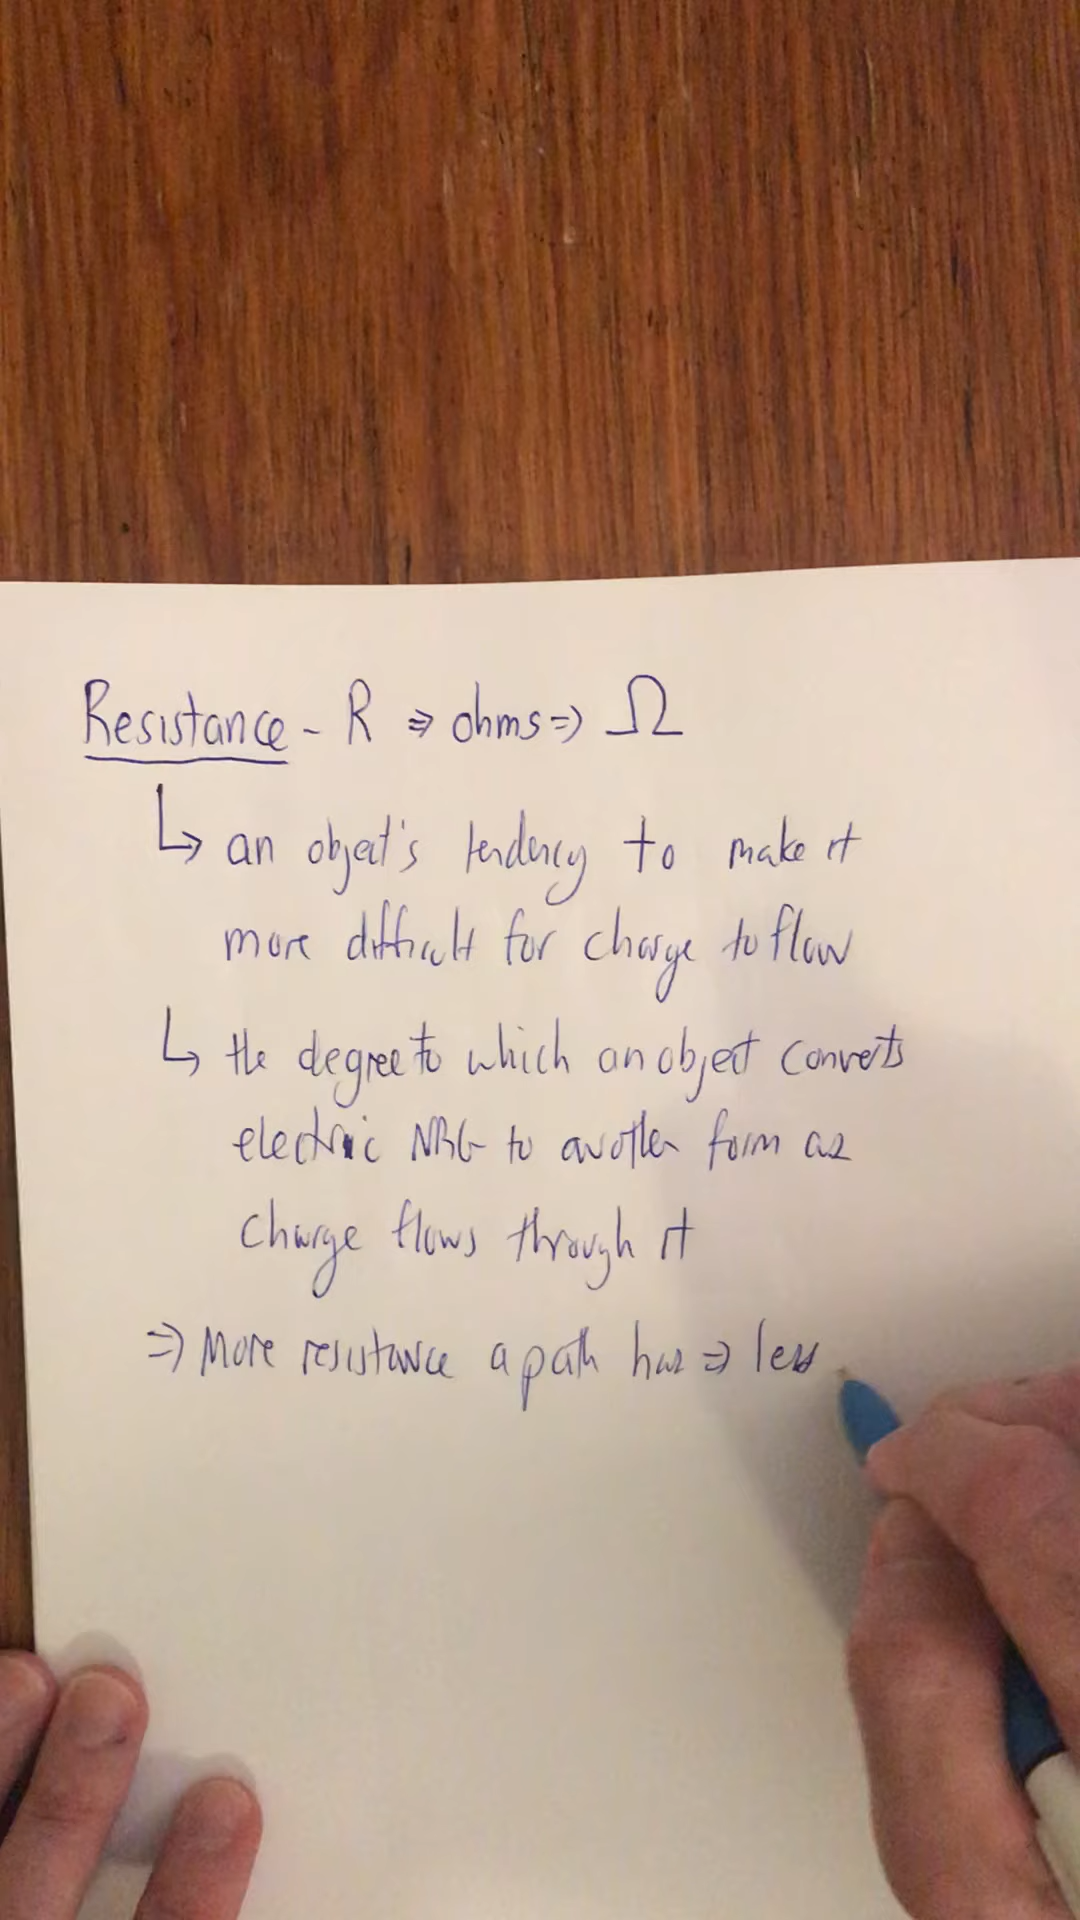 Resistance - R ⇒ ohms ⇒ Ω
↳ an object's tendency to make it
more difficult for charge to flow
↳ the degree to which an object converts
electric NRG to another form as
charge flows through it
⇒ More resistance a path has ⇒ less